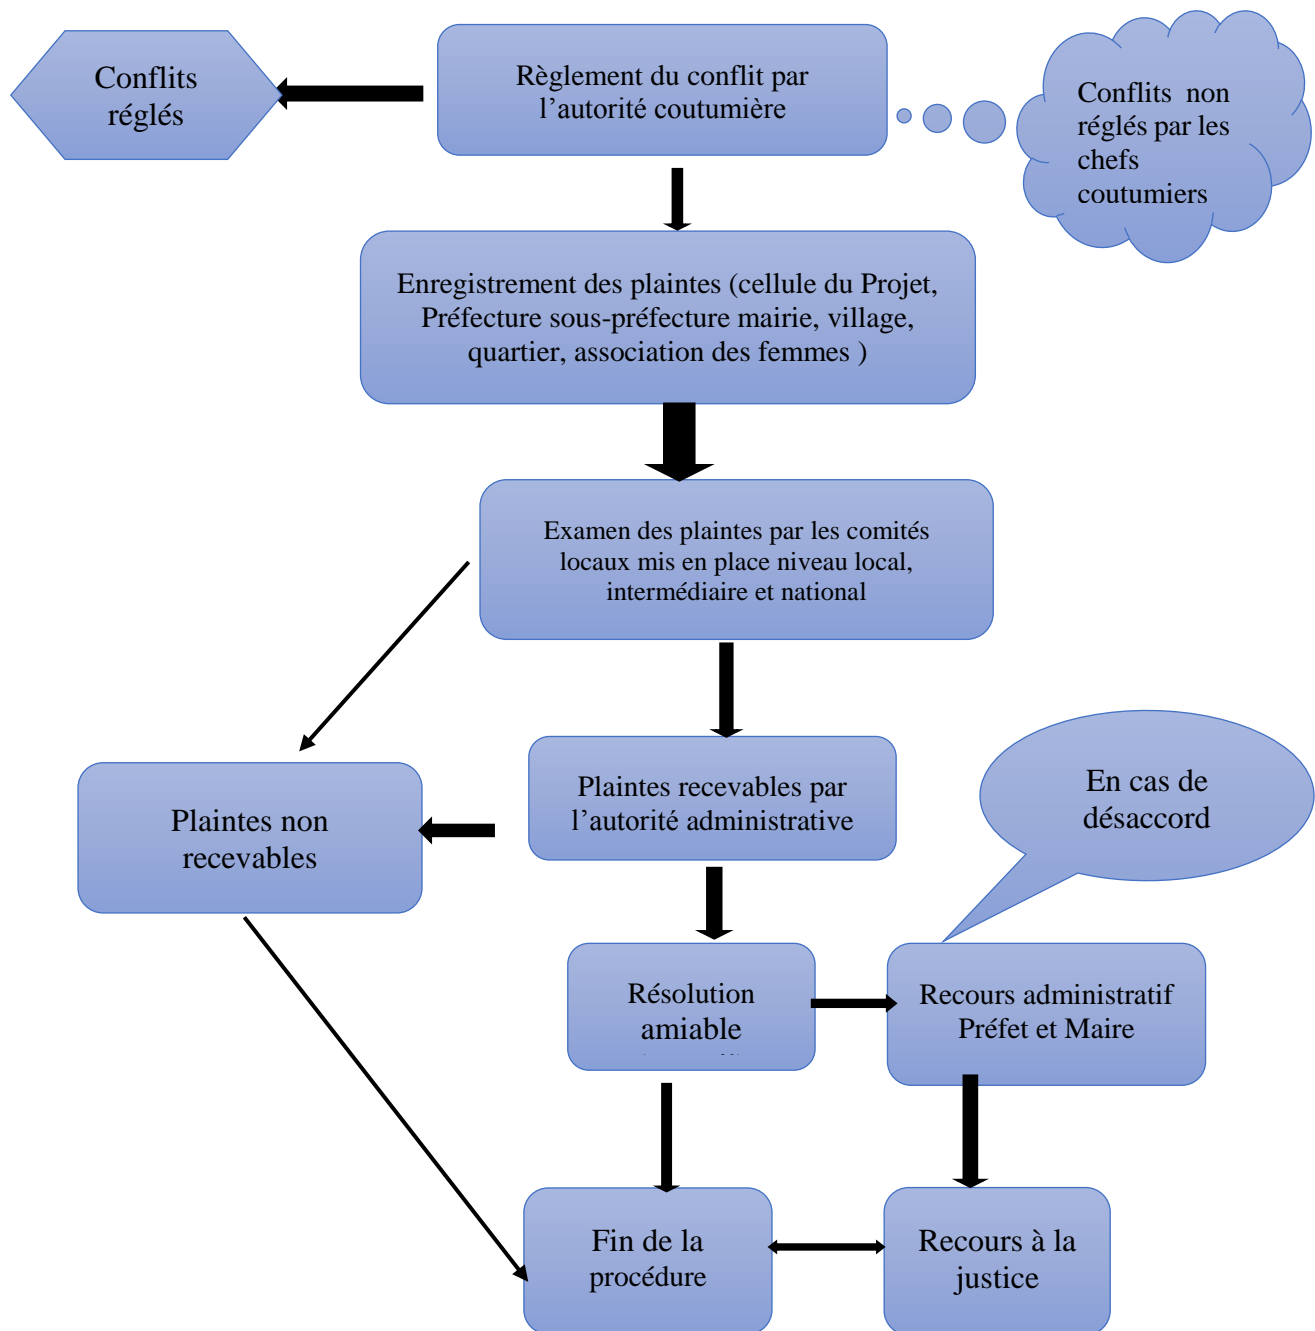 Conflits
réglés
Règlement du conflit par
l’autorité coutumière
Conflits non
réglés par les
chefs
coutumiers
Enregistrement des plaintes (cellule du Projet,
Préfecture sous-préfecture mairie, village,
quartier, association des femmes )
Examen des plaintes par les comités
locaux mis en place niveau local,
intermédiaire et national
Plaintes non
recevables
Plaintes recevables par
l’autorité administrative
En cas de
désaccord
Résolution
amiable
Recours administratif
Préfet et Maire
Fin de la
procédure
Recours à la
justice